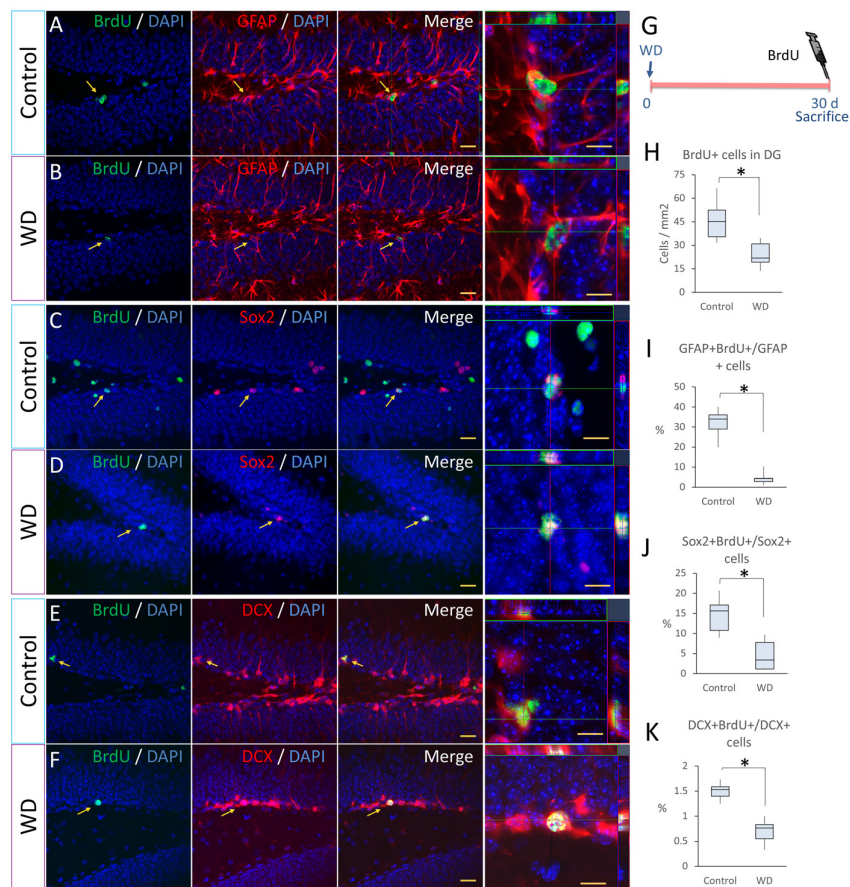 A BrdU / DAPI GFAP / DAPI Merge
Control
B BrdU / DAPI GFAP / DAPI Merge
WD
C BrdU / DAPI Sox2 / DAPI Merge
Control
D BrdU / DAPI Sox2 / DAPI Merge
WD
E BrdU / DAPI DCX / DAPI Merge
Control
F BrdU / DAPI DCX / DAPI Merge
WD
G
WD
BrdU
0 30 d
Sacrifice
H
BrdU+ cells in DG
*
Cells / mm2
75
60
45
30
15
0
Control WD
I
GFAP+BrdU+/GFAP
+ cells
*
%
50
40
30
20
10
0
Control WD
J
Sox2+BrdU+/Sox2+
cells
*
%
25
20
15
10
5
0
Control WD
K
DCX+BrdU+/DCX+
cells
*
%
2
1.5
1
0.5
0
Control WD